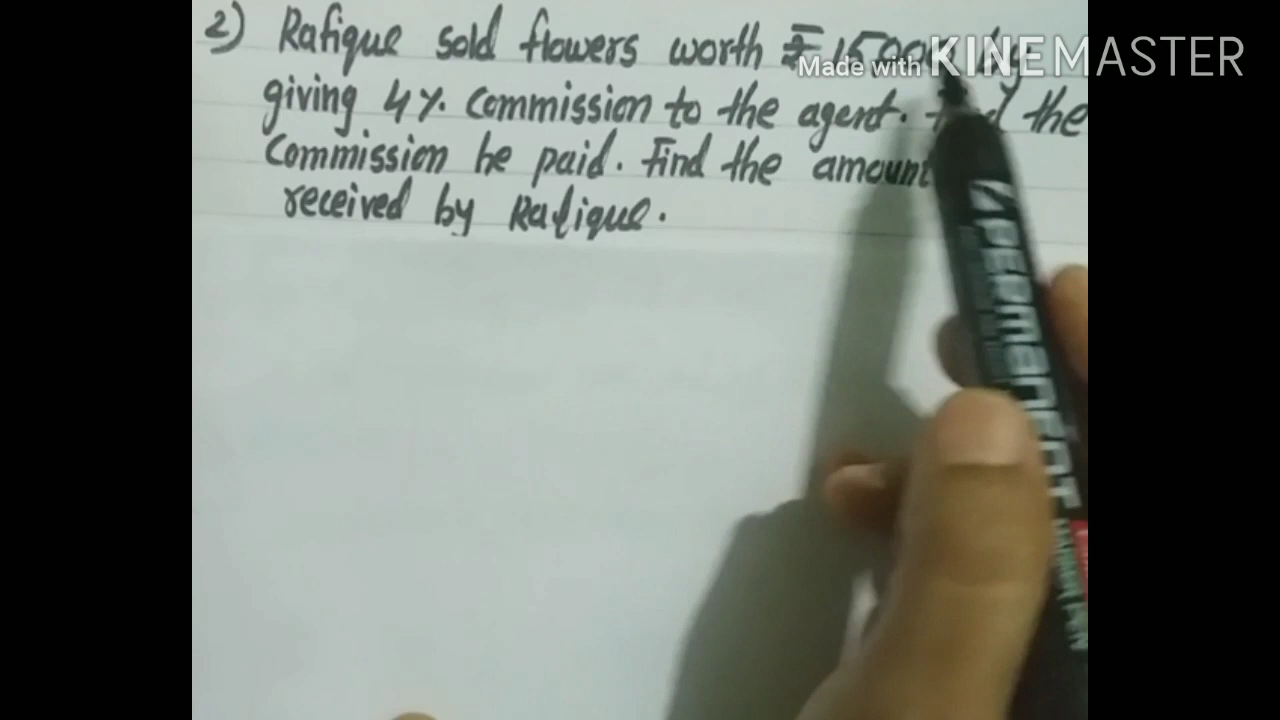 2) Rafique sold flowers worth ₹ 15000 by
giving 4%. Commission to the agent. the
Commission he paid. Find the amount
received by Rafique.
Made with KINEMASTER
PERMANENT